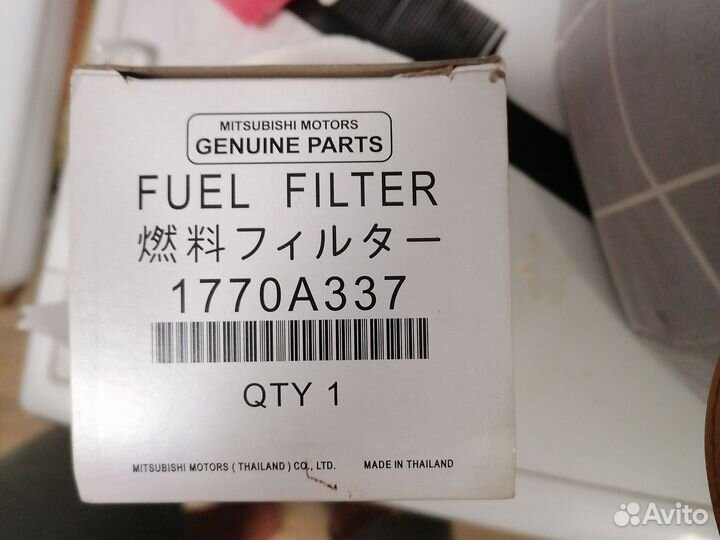 MITSUBISHI MOTORS
GENUINE PARTS
FUEL FILTER
燃料フィルター
1770A337
QTY 1
MITSUBISHI MOTORS ( THAILAND ) CO., LTD. MADE IN THAILAND
Avito